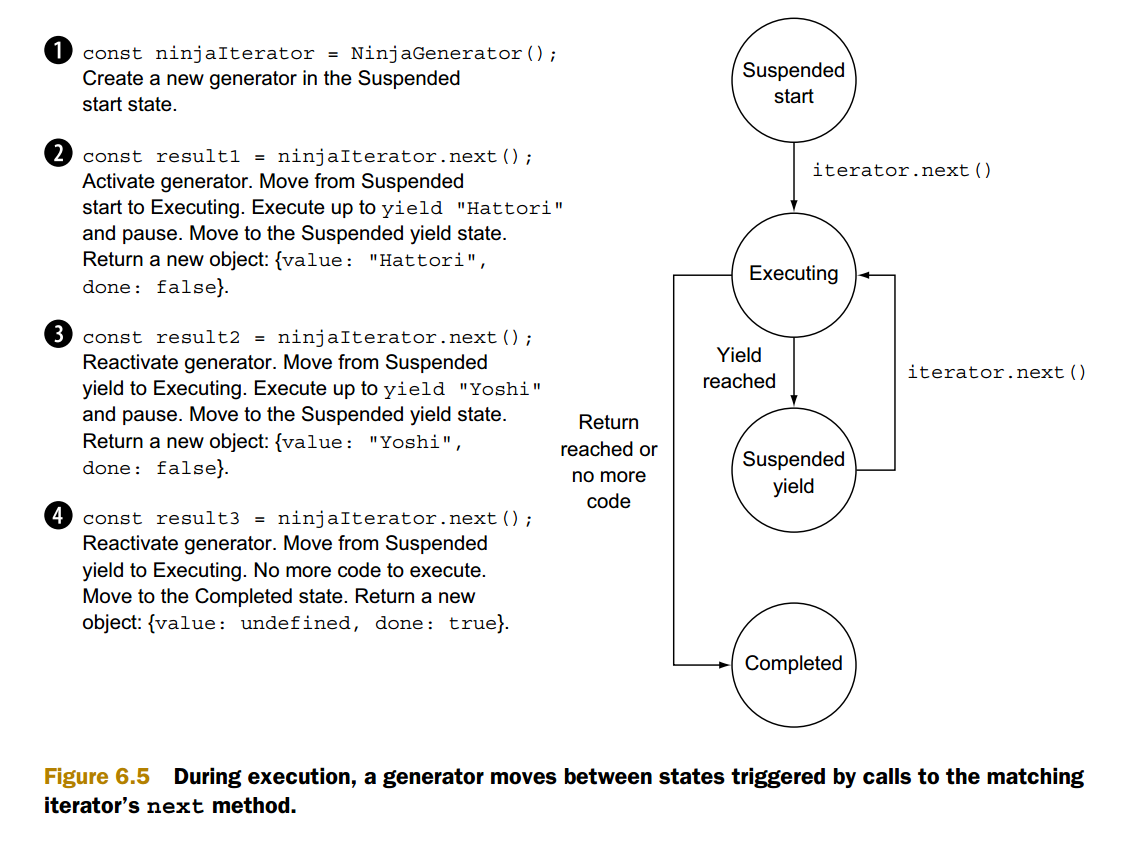 1 const ninjaIterator = NinjaGenerator();
Create a new generator in the Suspended
start state.
2 const result1 = ninjaIterator.next();
Activate generator. Move from Suspended
start to Executing. Execute up to yield "Hattori"
and pause. Move to the Suspended yield state.
Return a new object: {value: "Hattori",
done: false}.
3 const result2 = ninjaIterator.next();
Reactivate generator. Move from Suspended
yield to Executing. Execute up to yield "Yoshi"
and pause. Move to the Suspended yield state.
Return a new object: {value: "Yoshi",
done: false}.
4 const result3 = ninjaIterator.next();
Reactivate generator. Move from Suspended
yield to Executing. No more code to execute.
Move to the Completed state. Return a new
object: {value: undefined, done: true}.
Suspended
start
iterator.next()
Executing
Yield
reached
iterator.next()
Return
reached or
no more
code
Suspended
yield
Completed
Figure 6.5 During execution, a generator moves between states triggered by calls to the matching
iterator's next method.